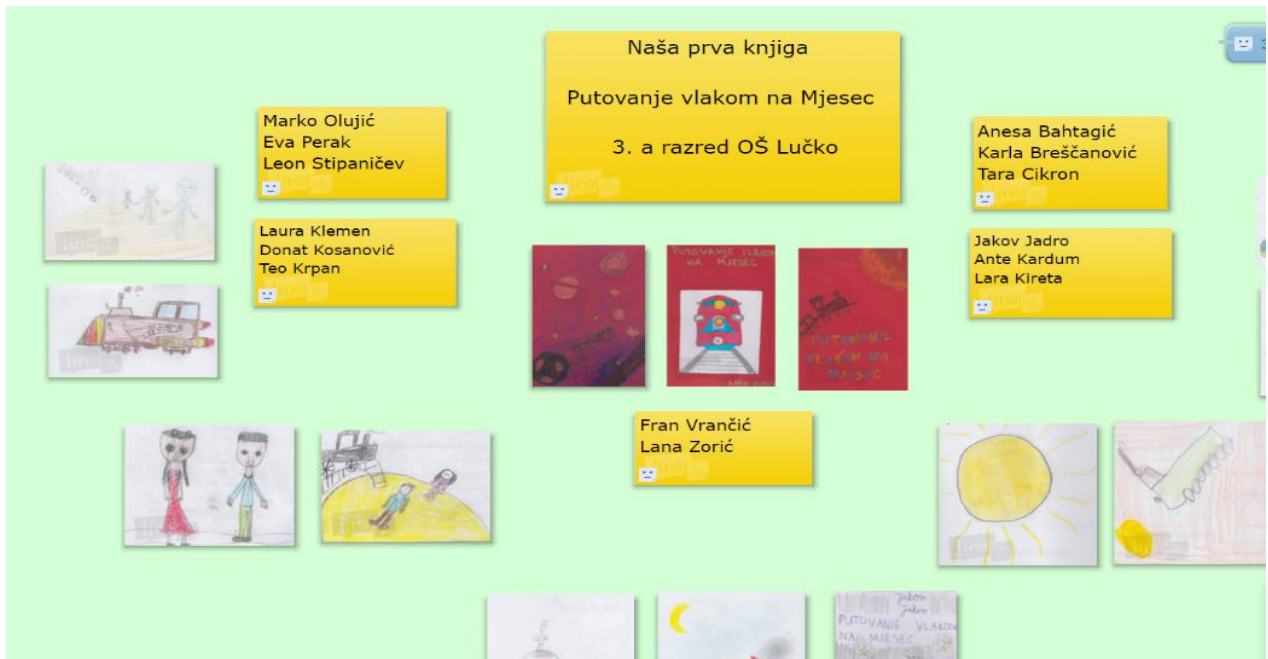 Naša prva knjiga
Putovanje vlakom na Mjesec
3. a razred OŠ Lučko
Marko Olujić
Eva Perak
Leon Stipaničev
Laura Klemen
Donat Kosanović
Teo Krpan
Anesa Bahtagić
Karla Breščanović
Tara Cikron
Jakov Jadro
Ante Kardum
Lara Kireta
PUTOVANJE VLAKOM
NA MJESEC
PUTOVANJE
VLAKOM NA
MJESEC
Fran Vrančić
Lana Zorić
Jakov
Jadro
PUTOVANJE VLAKOM
NA MJESEC